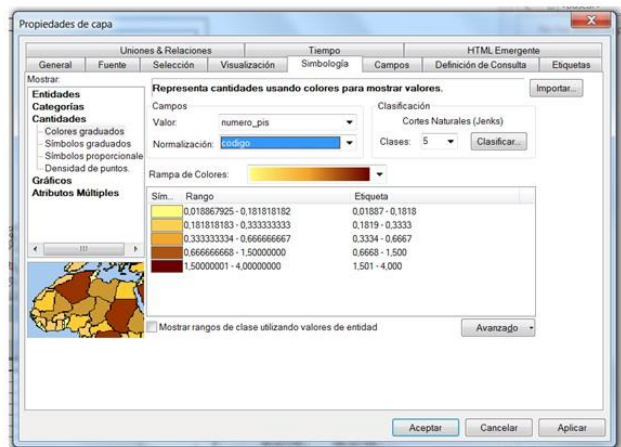 Propiedades de capa
Uniones & Relaciones Tiempo HTML Emergente
General Fuente Selección Visualización Simbología Campos Definición de Consulta Etiquetas
Mostrar:
Entidades
Categorías
Cantidades
Colores graduados
Símbolos graduados
Símbolos proporcionale
Densidad de puntos.
Gráficos
Atributos Múltiples
Representa cantidades usando colores para mostrar valores.
Importar...
Campos
Valor: numero_pis
Normalización: codigo
Clasificación
Cortes Naturales (Jenks)
Clases: 5 Clasificar...
Rampa de Colores:
Sím... Rango Etiqueta
0,018867925 - 0,181818182 0,01887 - 0,1818
0,181818183 - 0,333333333 0,1819 - 0,3333
0,333333334 - 0,666666667 0,3334 - 0,6667
0,666666668 - 1,50000000 0,6668 - 1,500
1,50000001 - 4,00000000 1,501 - 4,000
Mostrar rangos de clase utilizando valores de entidad
Avanzado
Aceptar Cancelar Aplicar